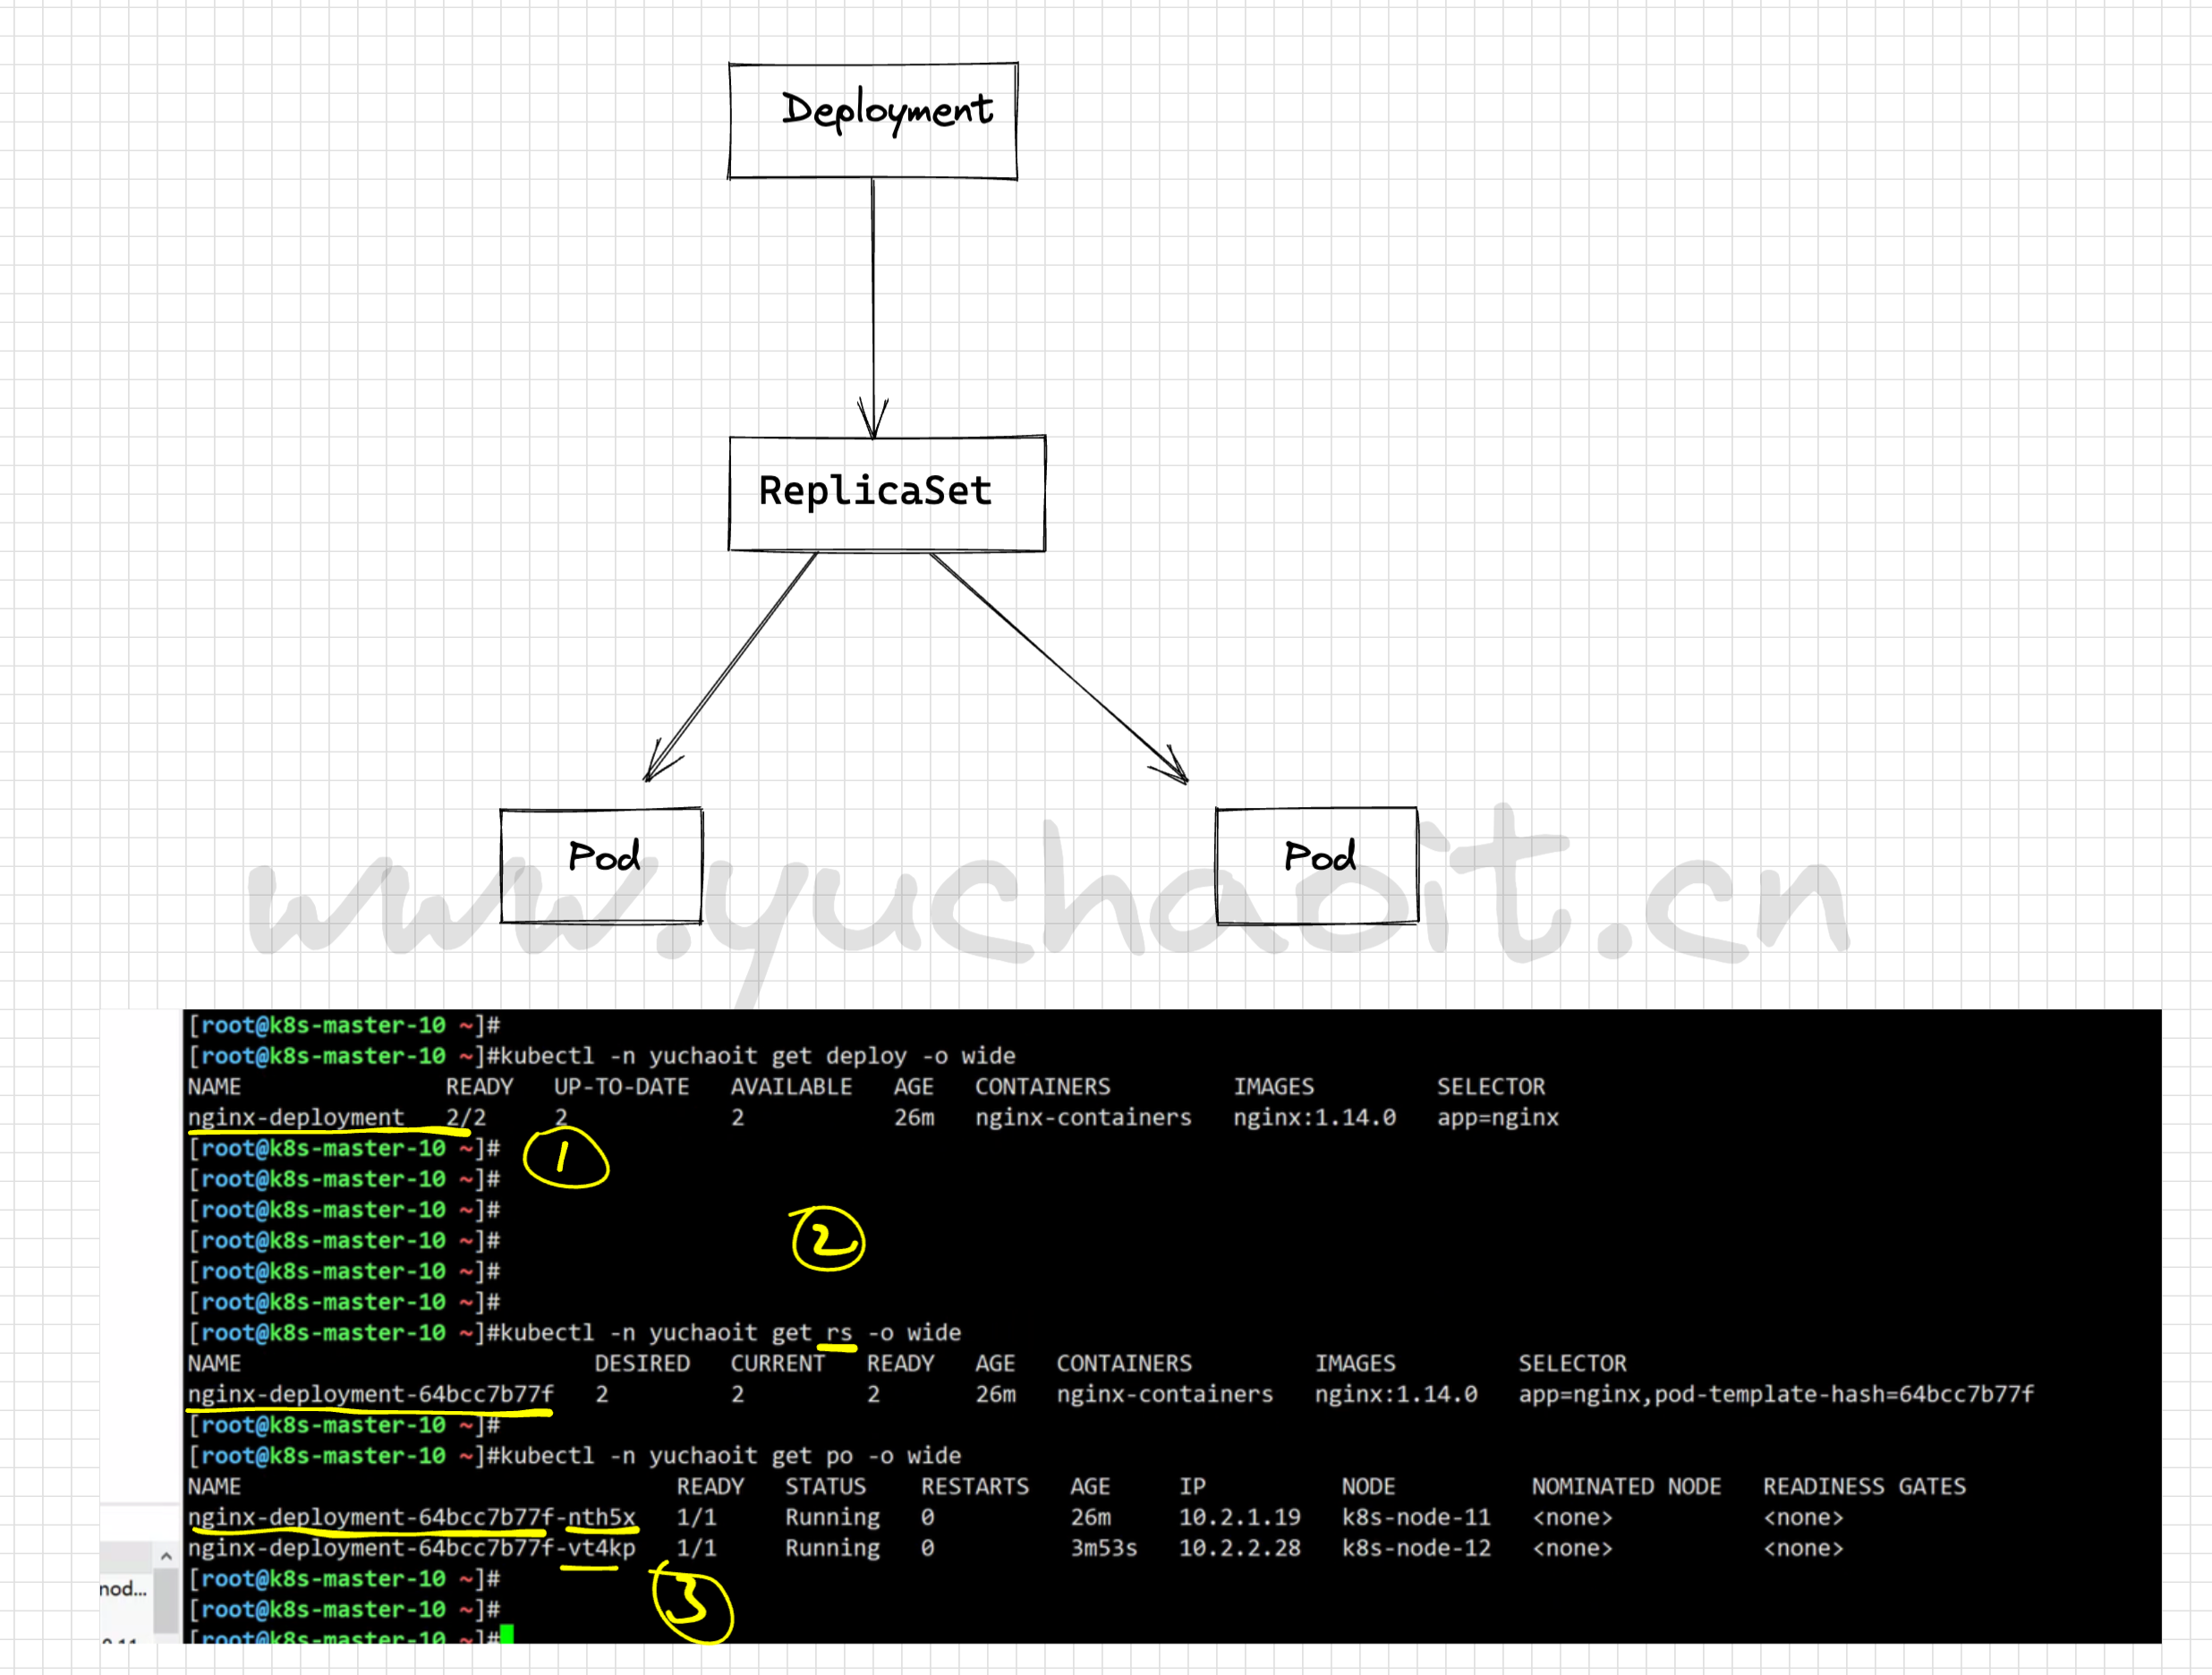 Deployment
ReplicaSet
Pod Pod
www.yuchaoit.cn
[root@k8s-master-10 ~]#
[root@k8s-master-10 ~]#kubectl -n yuchaoit get deploy -o wide
NAME READY UP-TO-DATE AVAILABLE AGE CONTAINERS IMAGES SELECTOR
nginx-deployment 2/2 2 2 26m nginx-containers nginx:1.14.0 app=nginx
[root@k8s-master-10 ~]#
1
[root@k8s-master-10 ~]#
[root@k8s-master-10 ~]#
[root@k8s-master-10 ~]#
2
[root@k8s-master-10 ~]#
[root@k8s-master-10 ~]#
[root@k8s-master-10 ~]#kubectl -n yuchaoit get rs -o wide
NAME DESIRED CURRENT READY AGE CONTAINERS IMAGES SELECTOR
nginx-deployment-64bcc7b77f 2 2 2 26m nginx-containers nginx:1.14.0 app=nginx,pod-template-hash=64bcc7b77f
[root@k8s-master-10 ~]#
[root@k8s-master-10 ~]#kubectl -n yuchaoit get po -o wide
NAME READY STATUS RESTARTS AGE IP NODE NOMINATED NODE READINESS GATES
nginx-deployment-64bcc7b77f-nth5x 1/1 Running 0 26m 10.2.1.19 k8s-node-11 <none> <none>
nginx-deployment-64bcc7b77f-vt4kp 1/1 Running 0 3m53s 10.2.2.28 k8s-node-12 <none> <none>
[root@k8s-master-10 ~]#
nod...
3
[root@k8s-master-10 ~]#
[root@k8s-master-10 ~]#